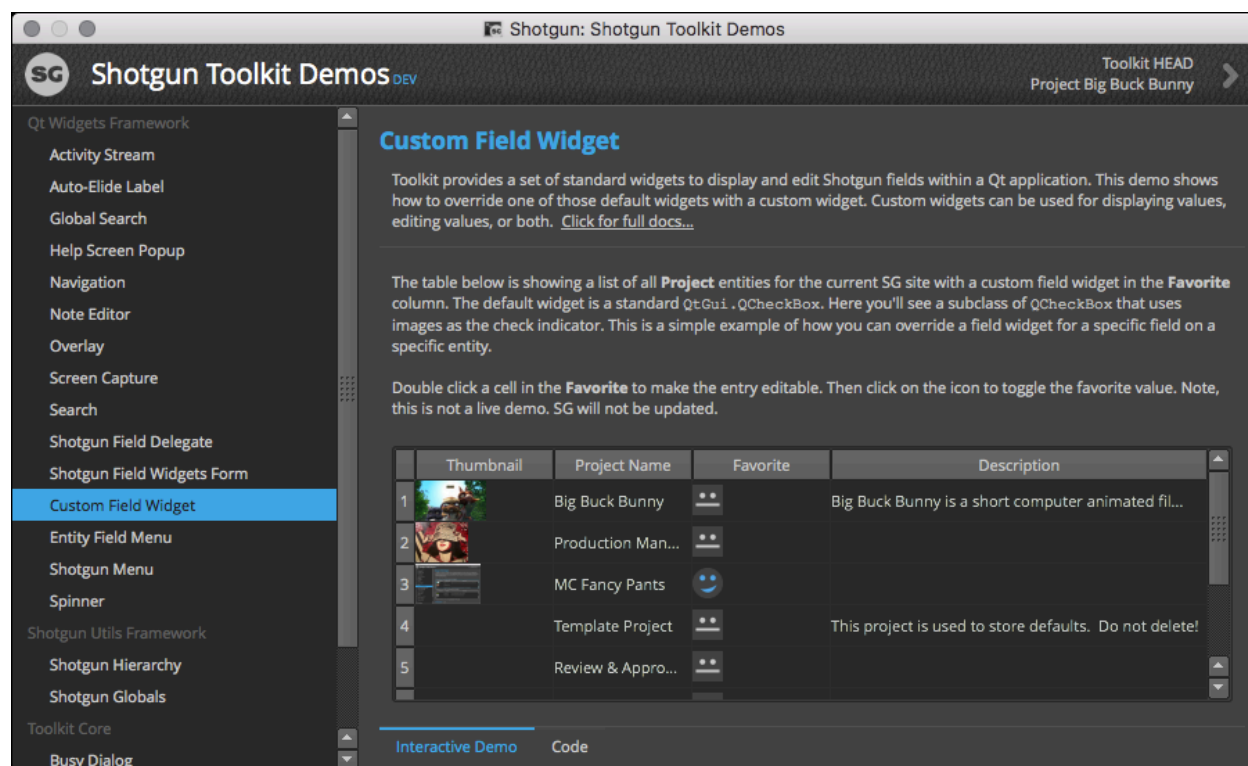 Shotgun: Shotgun Toolkit Demos
SG
Shotgun Toolkit Demos DEV
Toolkit HEAD
Project Big Buck Bunny
Qt Widgets Framework
Activity Stream
Auto-Elide Label
Global Search
Help Screen Popup
Navigation
Note Editor
Overlay
Screen Capture
Search
Shotgun Field Delegate
Shotgun Field Widgets Form
Custom Field Widget
Entity Field Menu
Shotgun Menu
Spinner
Shotgun Utils Framework
Shotgun Hierarchy
Shotgun Globals
Toolkit Core
Busy Dialog
Custom Field Widget
Toolkit provides a set of standard widgets to display and edit Shotgun fields within a Qt application. This demo shows
how to override one of those default widgets with a custom widget. Custom widgets can be used for displaying values,
editing values, or both. Click for full docs...
The table below is showing a list of all Project entities for the current SG site with a custom field widget in the Favorite
column. The default widget is a standard QtGui.QCheckBox. Here you'll see a subclass of QCheckBox that uses
images as the check indicator. This is a simple example of how you can override a field widget for a specific field on a
specific entity.
Double click a cell in the Favorite to make the entry editable. Then click on the icon to toggle the favorite value. Note,
this is not a live demo. SG will not be updated.
Thumbnail Project Name Favorite Description
1 Big Buck Bunny Big Buck Bunny is a short computer animated fil...
2 Production Man...
3 MC Fancy Pants
4 Template Project This project is used to store defaults. Do not delete!
5 Review & Appro...
Interactive Demo Code